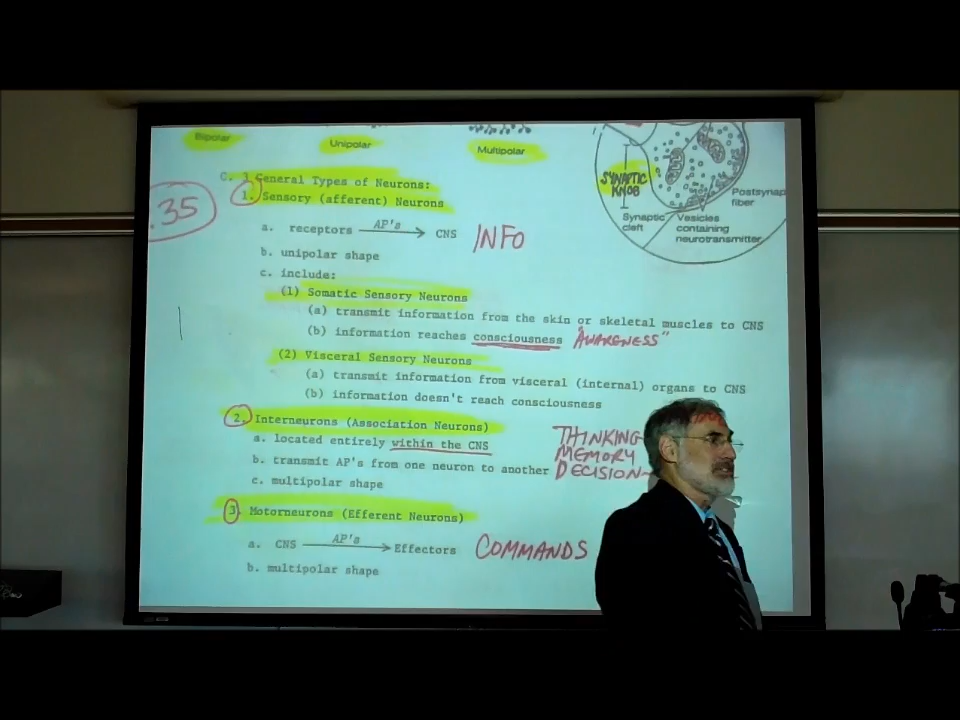 Bipolar
Unipolar
Multipolar
SYNAPTIC
KNOB
Postsynap
fiber
Synaptic
cleft
Vesicles
containing
neurotransmitter
C. 3 General Types of Neurons:
35
1. Sensory (afferent) Neurons
a. receptors AP's CNS INFO
b. unipolar shape
c. include:
(1) Somatic Sensory Neurons
(a) transmit information from the skin or skeletal muscles to CNS
(b) information reaches consciousness "AWARENESS"
(2) Visceral Sensory Neurons
(a) transmit information from visceral (internal) organs to CNS
(b) information doesn't reach consciousness
2. Interneurons (Association Neurons)
a. located entirely within the CNS
b. transmit AP's from one neuron to another
c. multipolar shape
THINKING
MEMORY
DECISION
3 Motorneurons (Efferent Neurons)
a. CNS AP's Effectors COMMANDS
b. multipolar shape